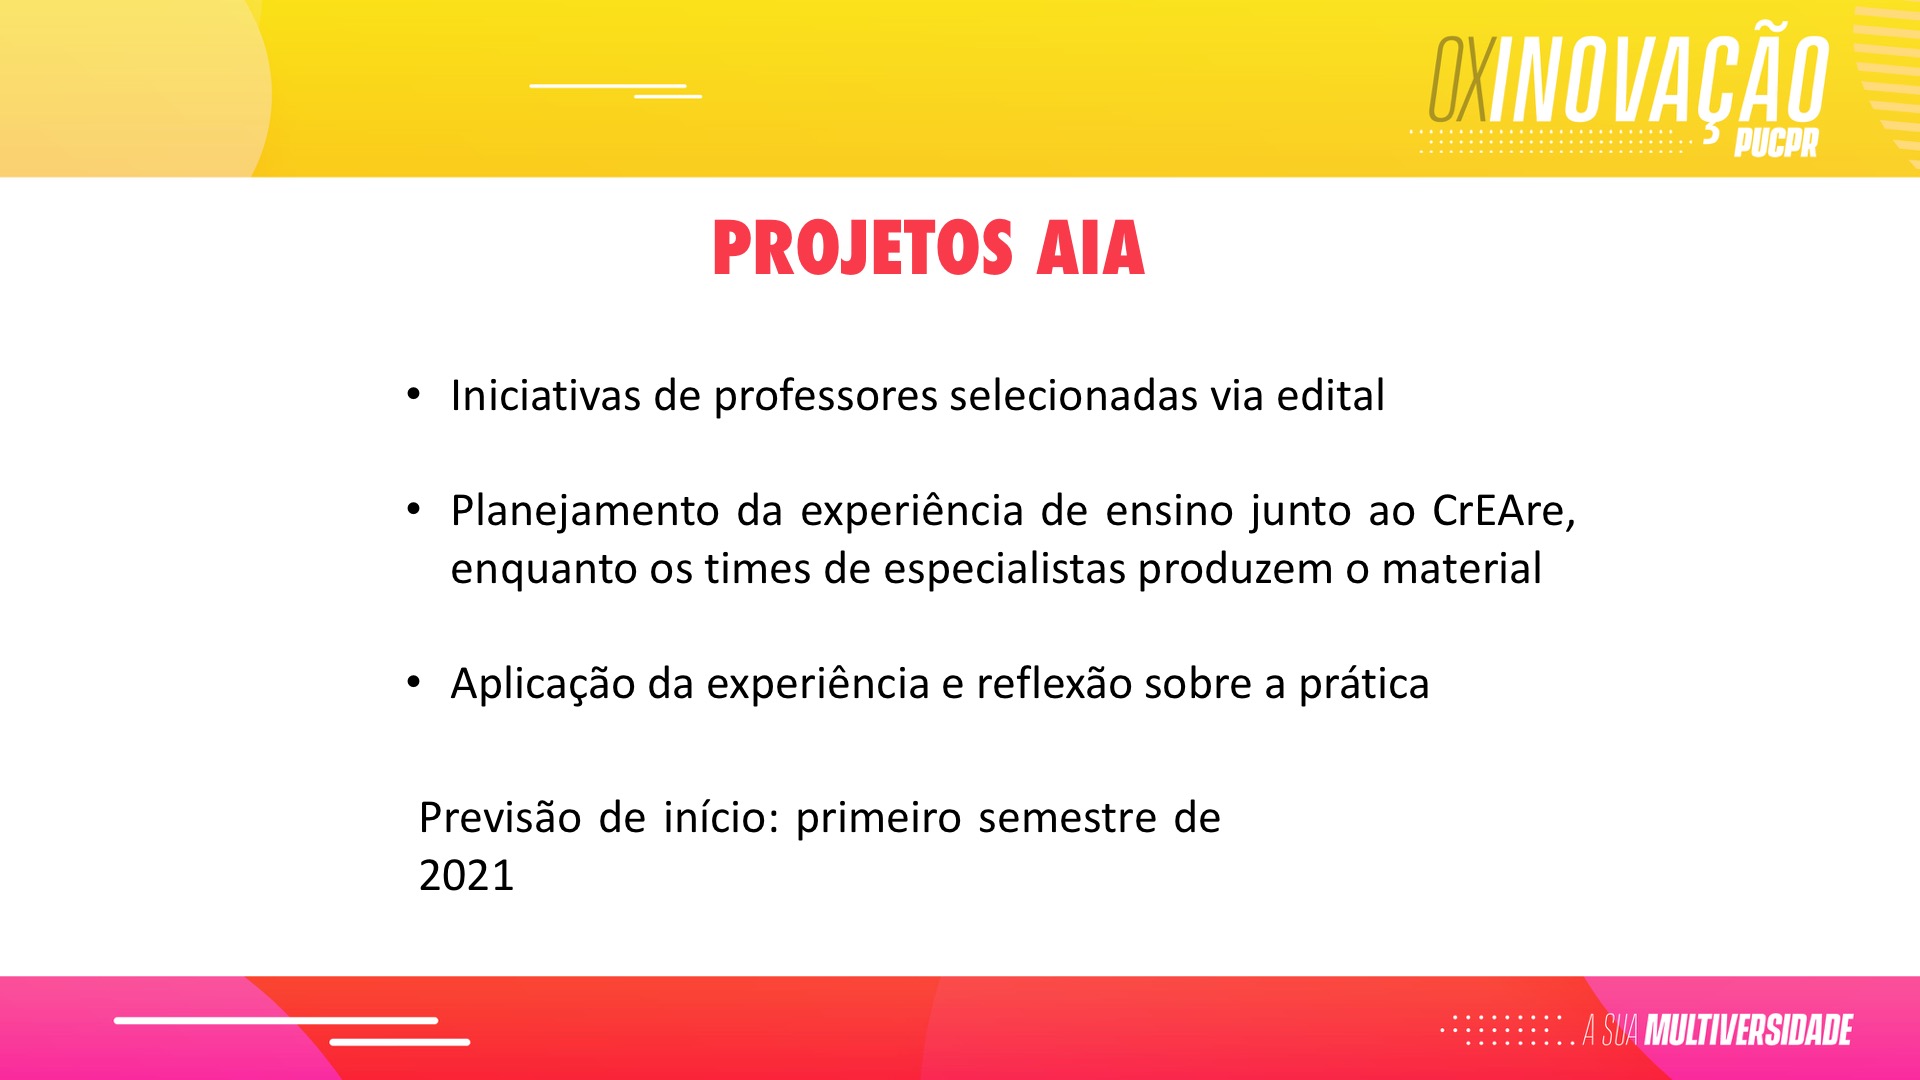 OXINOVAÇÃO
PUCPR
PROJETOS AIA
• Iniciativas de professores selecionadas via edital
• Planejamento da experiência de ensino junto ao CrEAre,
enquanto os times de especialistas produzem o material
• Aplicação da experiência e reflexão sobre a prática
Previsão de início: primeiro semestre de
2021
A SUA MULTIVERSIDADE